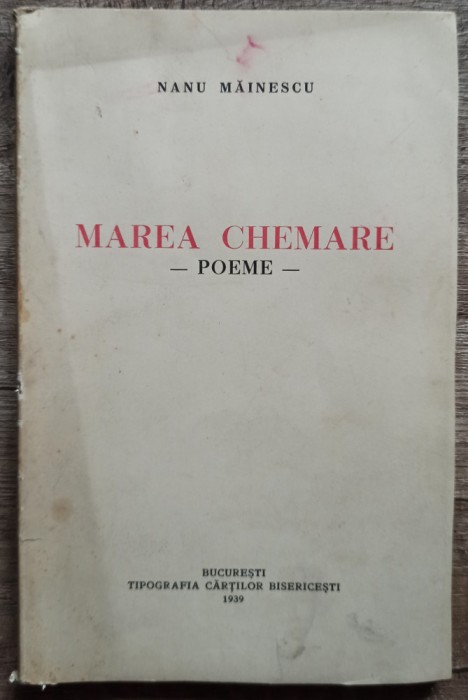 NANU MĂINESCU
MAREA CHEMARE
— POEME —
BUCUREȘTI
TIPOGRAFIA CĂRȚILOR BISERICEȘTI
1939